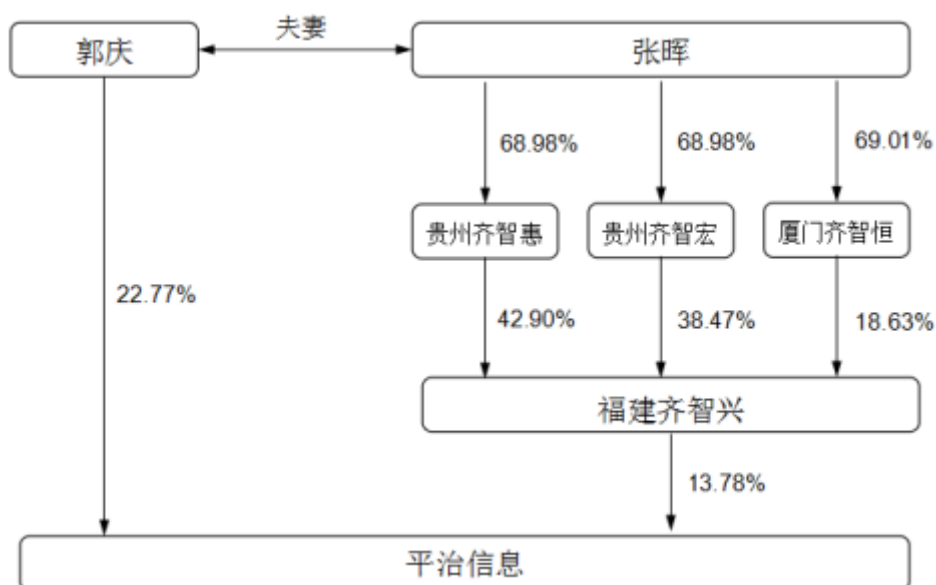 夫妻
郭庆
张晖
68.98%
68.98%
69.01%
贵州齐智惠
贵州齐智宏
厦门齐智恒
22.77%
42.90%
38.47%
18.63%
福建齐智兴
13.78%
平治信息